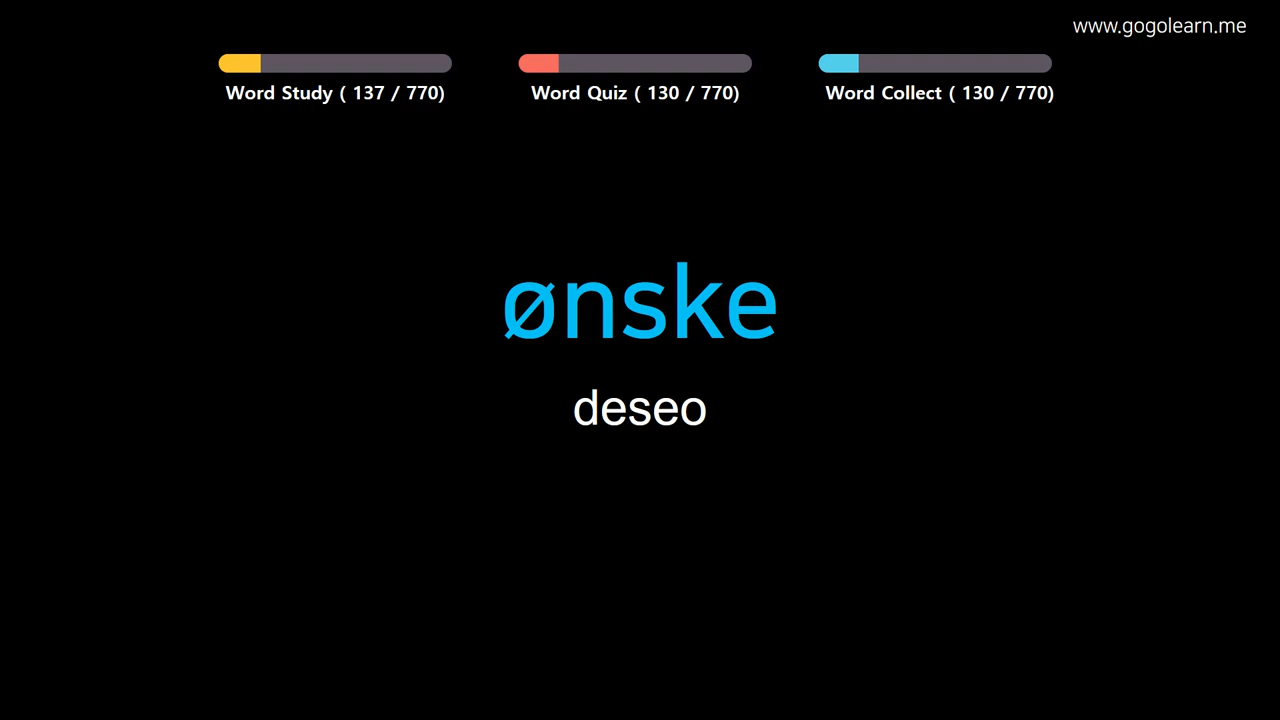 www.gogolearn.me
Word Study ( 137 / 770)
Word Quiz ( 130 / 770)
Word Collect ( 130 / 770)
ønske
deseo